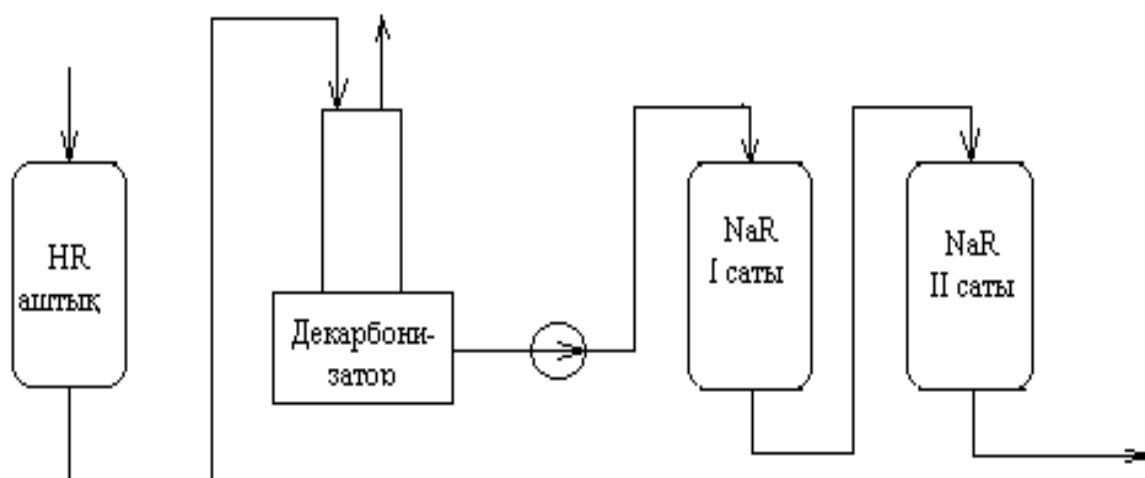 HR
аштық
Декарбони-
затор
NaR
I саты
NaR
II саты